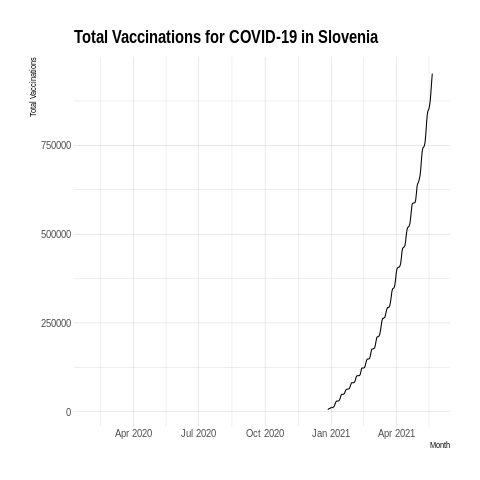 Total Vaccinations for COVID-19 in Slovenia
Total Vaccinations
750000
500000
250000
0
Apr 2020 Jul 2020 Oct 2020 Jan 2021 Apr 2021
Month